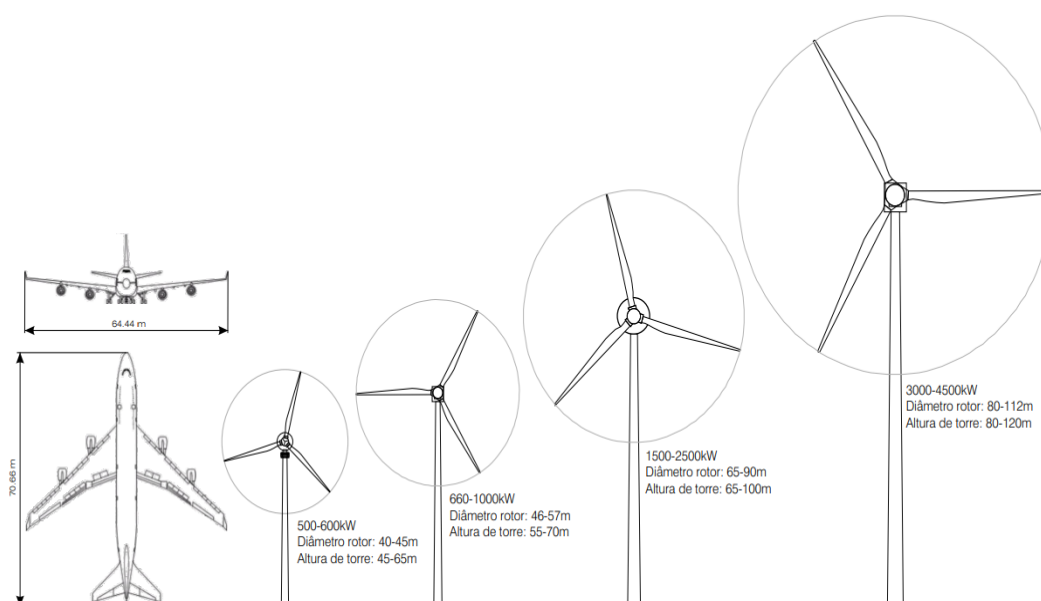 64.44 m
70.66 m
500-600kW
Diâmetro rotor: 40-45m
Altura de torre: 45-65m
660-1000kW
Diâmetro rotor: 46-57m
Altura de torre: 55-70m
1500-2500kW
Diâmetro rotor: 65-90m
Altura de torre: 65-100m
3000-4500kW
Diâmetro rotor: 80-112m
Altura de torre: 80-120m